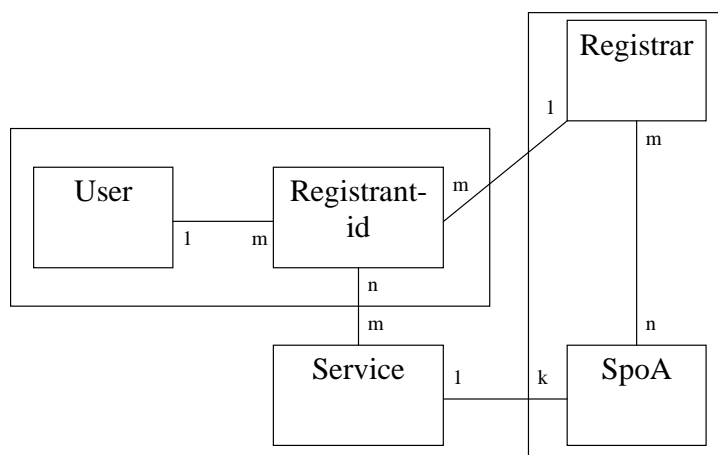 Registrar
1
m
User
Registrant-
id
m
1
m
n
m
n
Service
1
k
SpoA